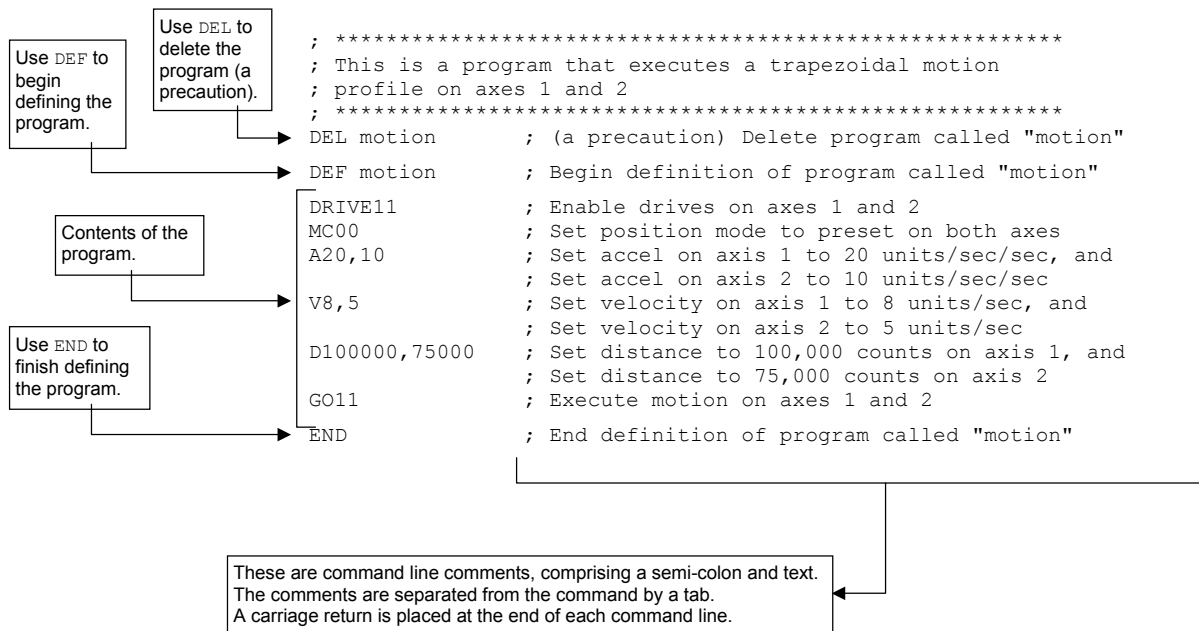 Use DEL to
delete the
program (a
precaution).
Use DEF to
begin
defining the
program.
Contents of the
program.
Use END to
finish defining
the program.
; *********************************************************
; This is a program that executes a trapezoidal motion
; profile on axes 1 and 2
; *********************************************************
DEL motion ; (a precaution) Delete program called "motion"
DEF motion ; Begin definition of program called "motion"
DRIVE11 ; Enable drives on axes 1 and 2
MC00 ; Set position mode to preset on both axes
A20,10 ; Set accel on axis 1 to 20 units/sec/sec, and
; Set accel on axis 2 to 10 units/sec/sec
V8,5 ; Set velocity on axis 1 to 8 units/sec, and
; Set velocity on axis 2 to 5 units/sec
D100000,75000 ; Set distance to 100,000 counts on axis 1, and
; Set distance to 75,000 counts on axis 2
GO11 ; Execute motion on axes 1 and 2
END ; End definition of program called "motion"
These are command line comments, comprising a semi-colon and text.
The comments are separated from the command by a tab.
A carriage return is placed at the end of each command line.